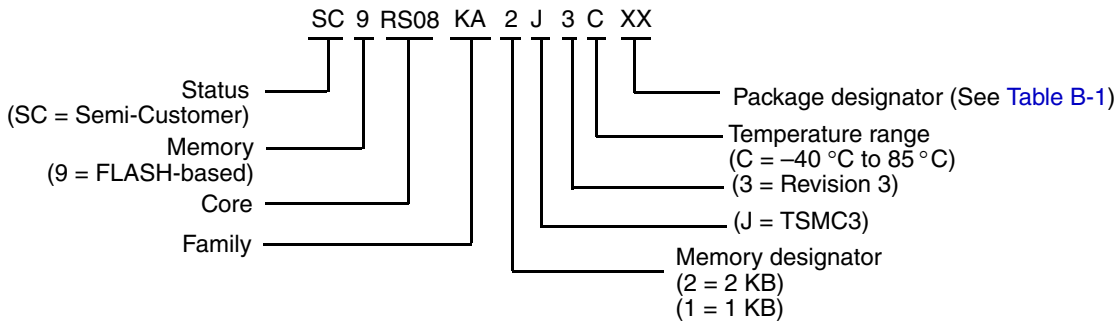 SC 9 RS08 KA 2 J 3 C XX
Status
(SC = Semi-Customer)
Memory
(9 = FLASH-based)
Core
Family
Package designator (See Table B-1)
Temperature range
(C = –40 °C to 85 °C)
(3 = Revision 3)
(J = TSMC3)
Memory designator
(2 = 2 KB)
(1 = 1 KB)